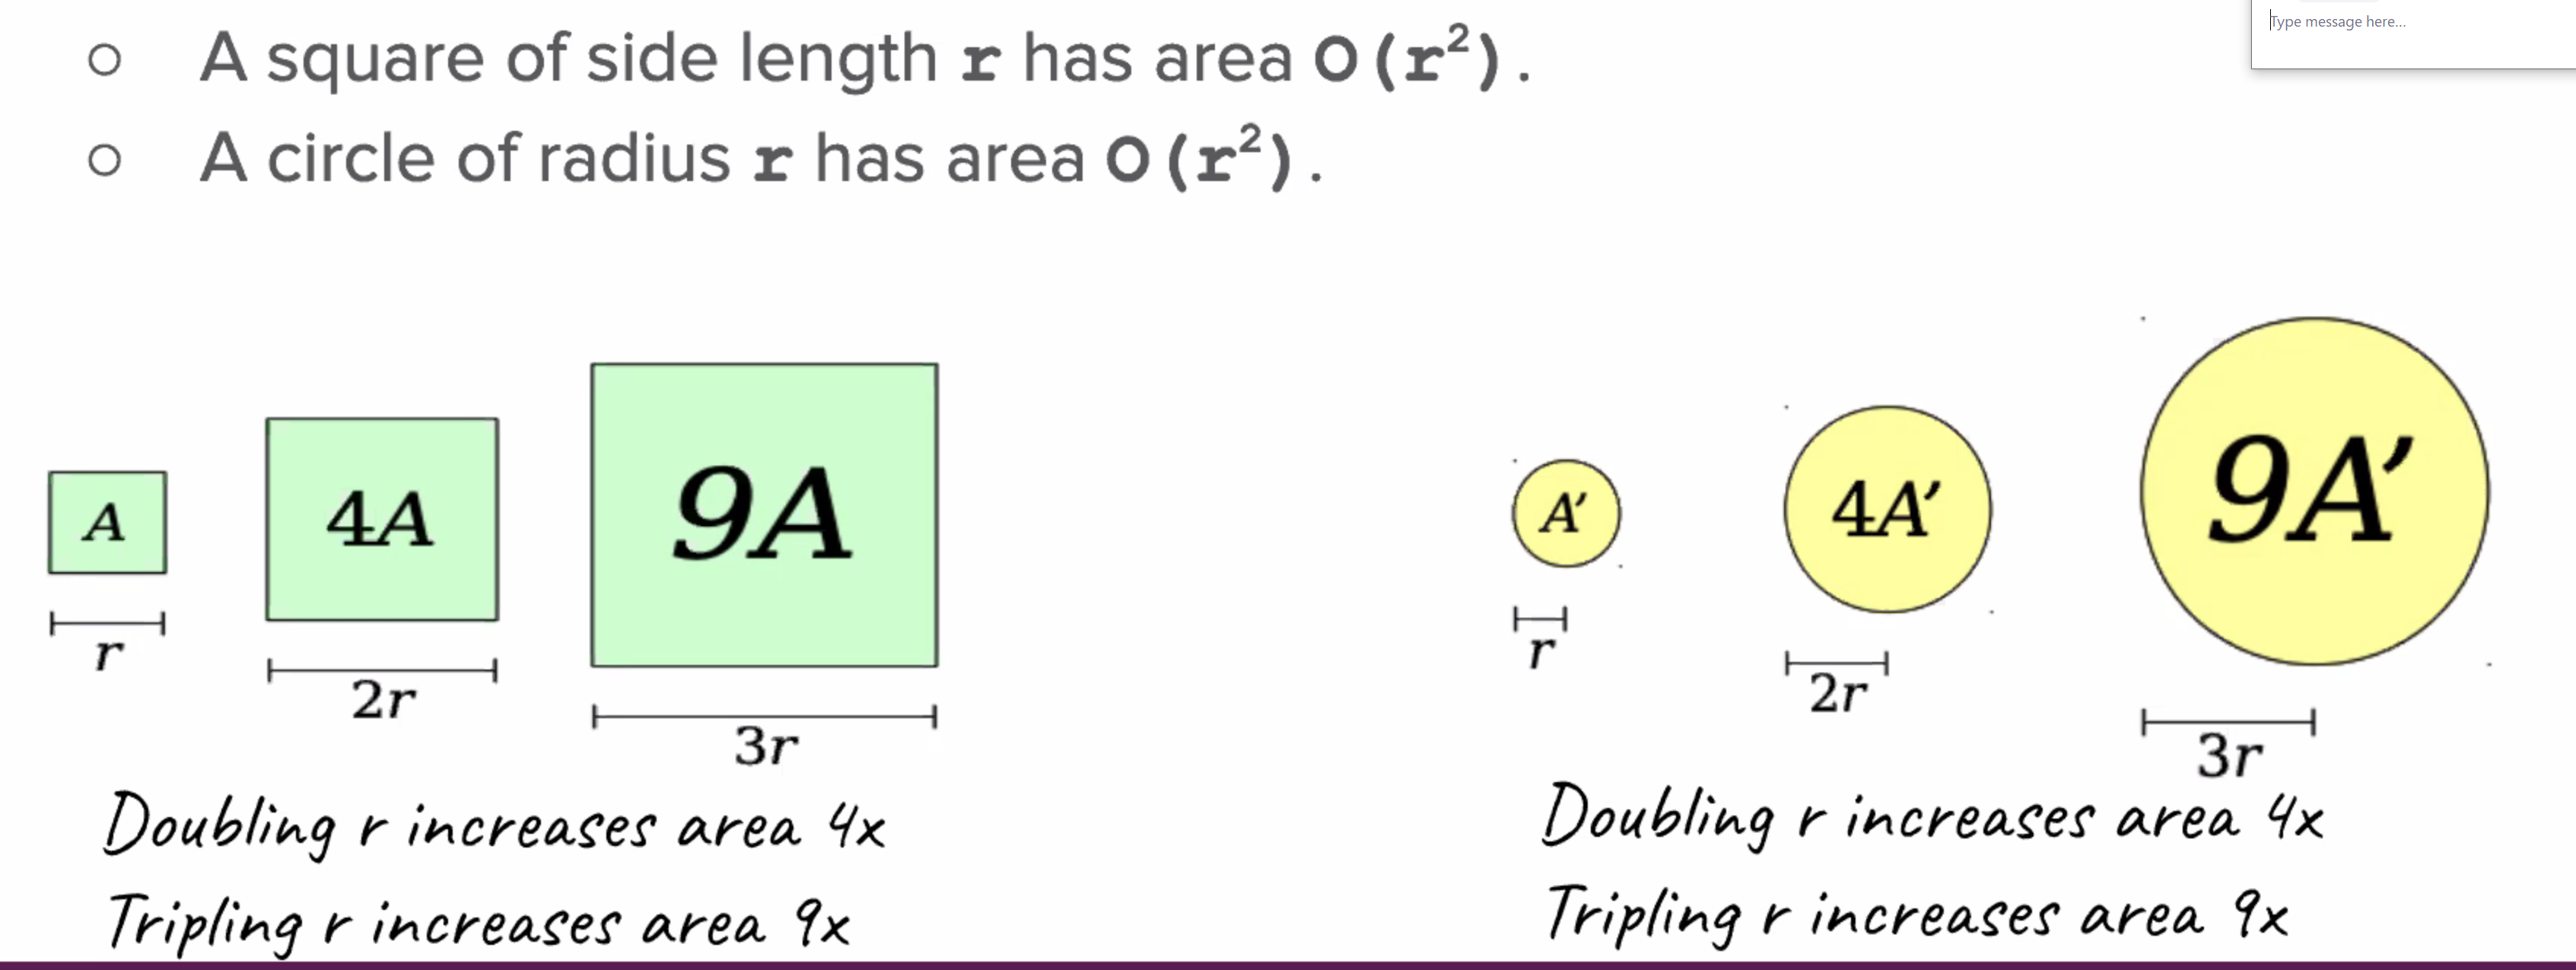 Type message here...
○ A square of side length r has area O(r²).
○ A circle of radius r has area O(r²).
A
4A
9A
r
2r
3r
A′
4A′
9A′
r
2r
3r
Doubling r increases area 4x
Tripling r increases area 9x
Doubling r increases area 4x
Tripling r increases area 9x